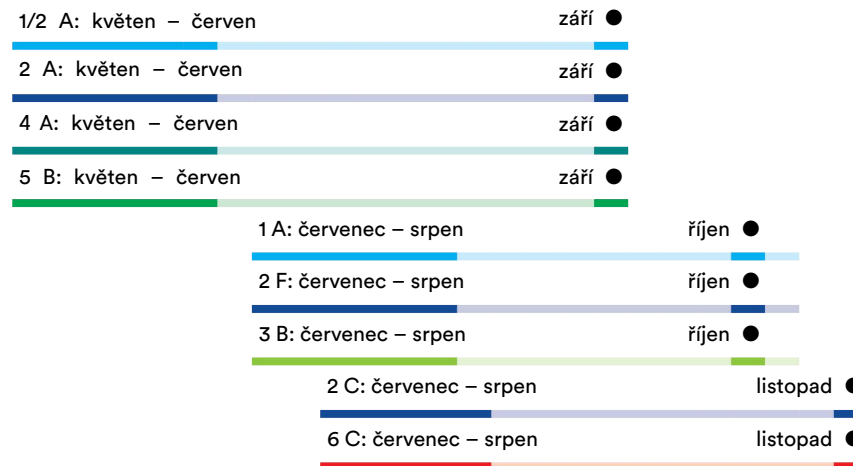 1/2 A: květen – červen září
2 A: květen – červen září
4 A: květen – červen září
5 B: květen – červen září
1 A: červenec – srpen říjen
2 F: červenec – srpen říjen
3 B: červenec – srpen říjen
2 C: červenec – srpen listopad
6 C: červenec – srpen listopad